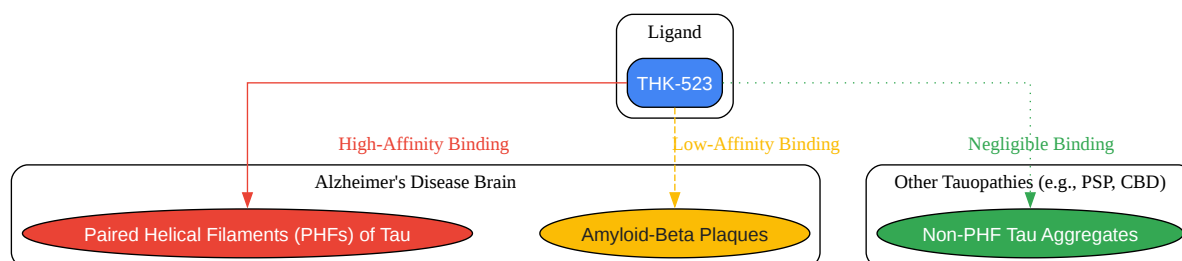 Ligand
THK-523
High-Affinity Binding
Low-Affinity Binding
Negligible Binding
Alzheimer's Disease Brain
Other Tauopathies (e.g., PSP, CBD)
Paired Helical Filaments (PHFs) of Tau
Amyloid-Beta Plaques
Non-PHF Tau Aggregates